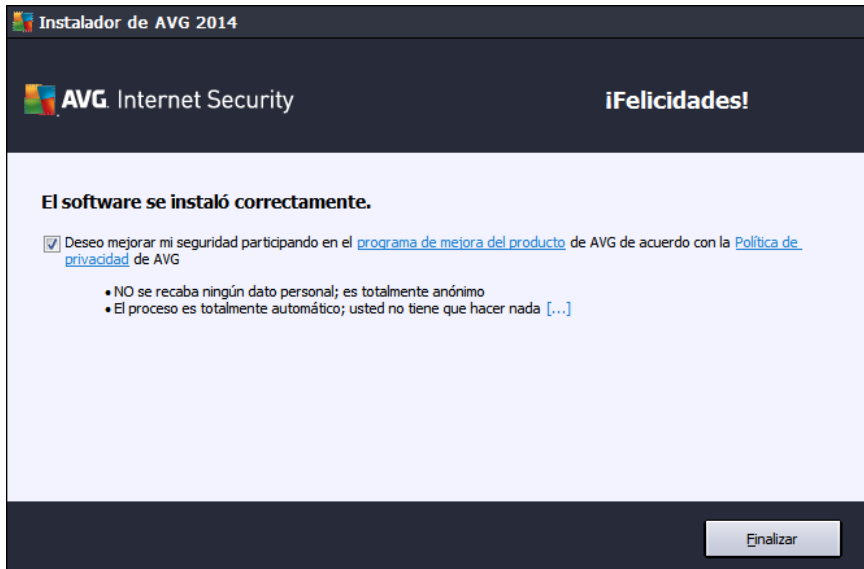 Instalador de AVG 2014
AVG. Internet Security
¡Felicidades!
El software se instaló correctamente.
Deseo mejorar mi seguridad participando en el programa de mejora del producto de AVG de acuerdo con la Política de
privacidad de AVG
• NO se recaba ningún dato personal; es totalmente anónimo
• El proceso es totalmente automático; usted no tiene que hacer nada [...]
Finalizar